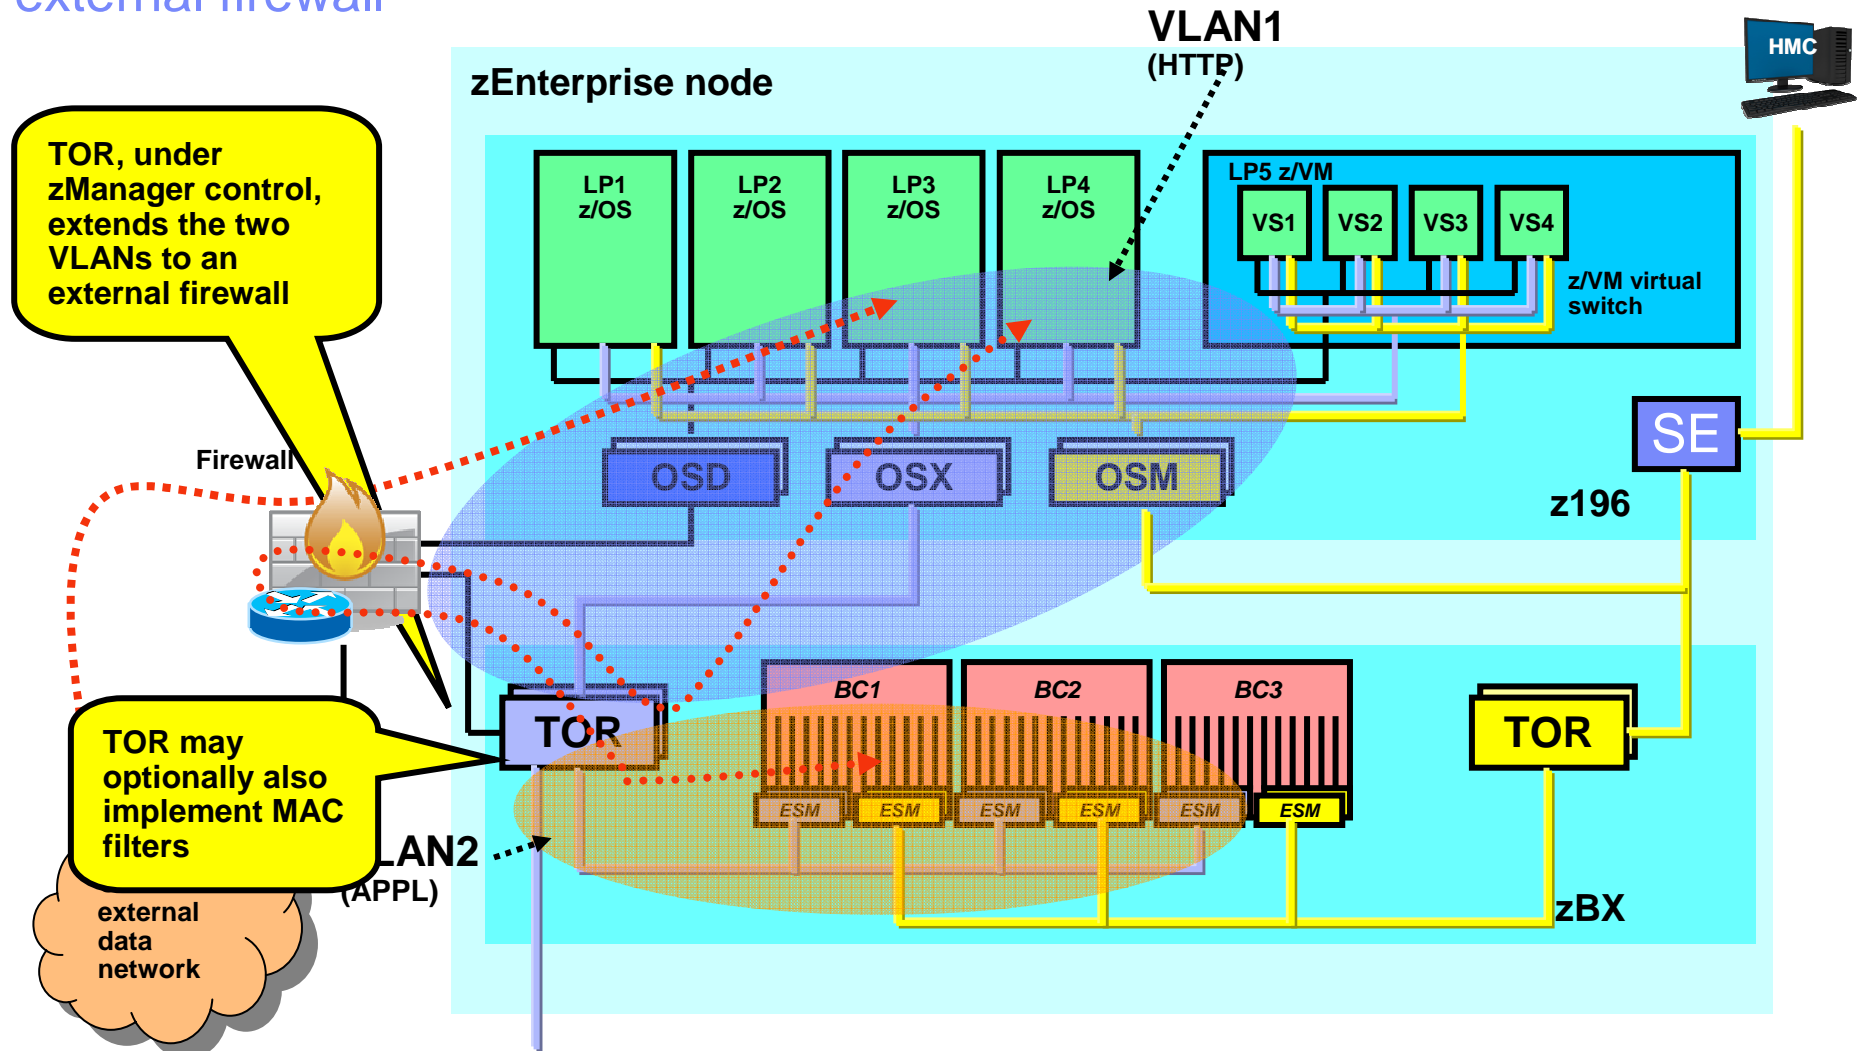 external firewall
VLAN1
(HTTP)
HMC
zEnterprise node
TOR, under
zManager control,
extends the two
VLANs to an
external firewall
LP1
z/OS
LP2
z/OS
LP3
z/OS
LP4
z/OS
LP5 z/VM
VS1
VS2
VS3
VS4
z/VM virtual
switch
Firewall
OSD
OSX
OSM
SE
z196
TOR
BC1
BC2
BC3
TOR
TOR may
optionally also
implement MAC
filters
ESM
ESM
ESM
ESM
ESM
ESM
LAN2
(APPL)
zBX
external
data
network